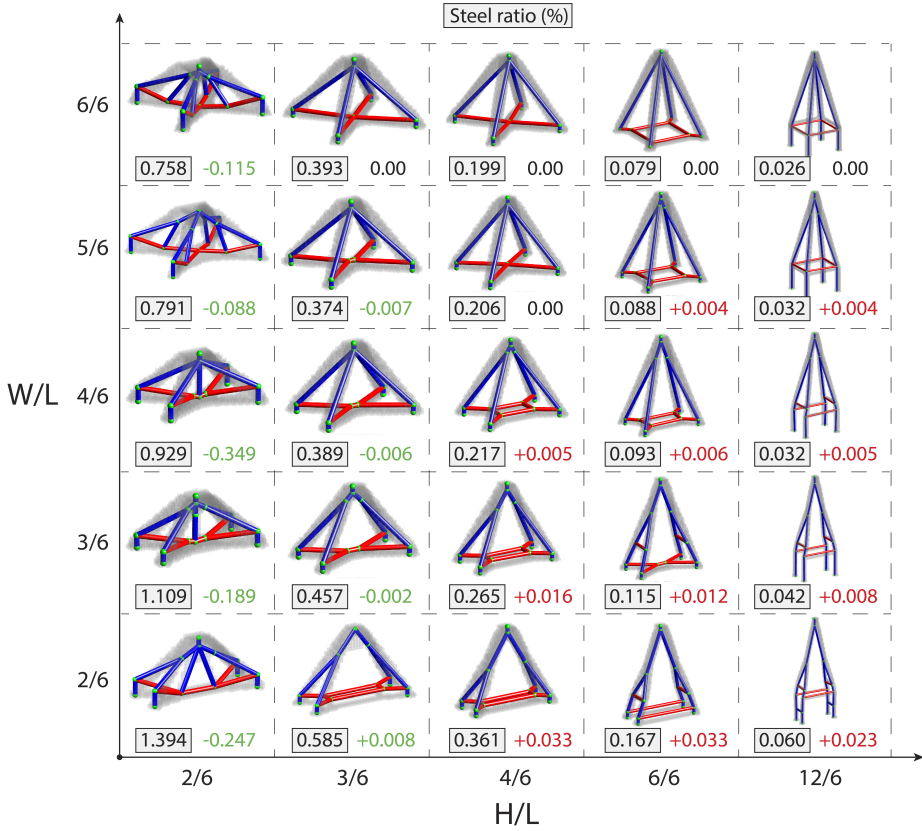 Steel ratio (%)
6/6
0.758 -0.115 0.393 0.00 0.199 0.00 0.079 0.00 0.026 0.00
5/6
0.791 -0.088 0.374 -0.007 0.206 0.00 0.088 +0.004 0.032 +0.004
W/L
4/6
0.929 -0.349 0.389 -0.006 0.217 +0.005 0.093 +0.006 0.032 +0.005
3/6
1.109 -0.189 0.457 -0.002 0.265 +0.016 0.115 +0.012 0.042 +0.008
2/6
1.394 -0.247 0.585 +0.008 0.361 +0.033 0.167 +0.033 0.060 +0.023
2/6 3/6 4/6 6/6 12/6
H/L